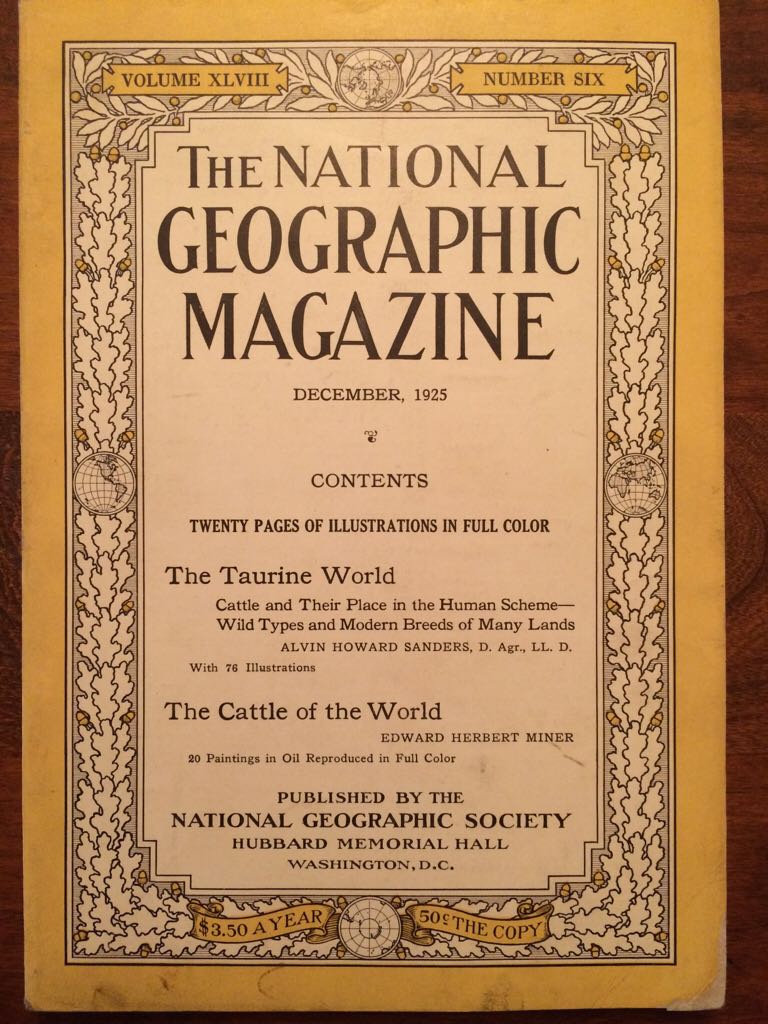 VOLUME XLVIII
NUMBER SIX
THE NATIONAL
GEOGRAPHIC
MAGAZINE
DECEMBER, 1925
CONTENTS
TWENTY PAGES OF ILLUSTRATIONS IN FULL COLOR
The Taurine World
Cattle and Their Place in the Human Scheme—
Wild Types and Modern Breeds of Many Lands
ALVIN HOWARD SANDERS, D. Agr., LL. D.
With 76 Illustrations
The Cattle of the World
EDWARD HERBERT MINER
20 Paintings in Oil Reproduced in Full Color
PUBLISHED BY THE
NATIONAL GEOGRAPHIC SOCIETY
HUBBARD MEMORIAL HALL
WASHINGTON, D.C.
$3.50 A YEAR
50¢ THE COPY